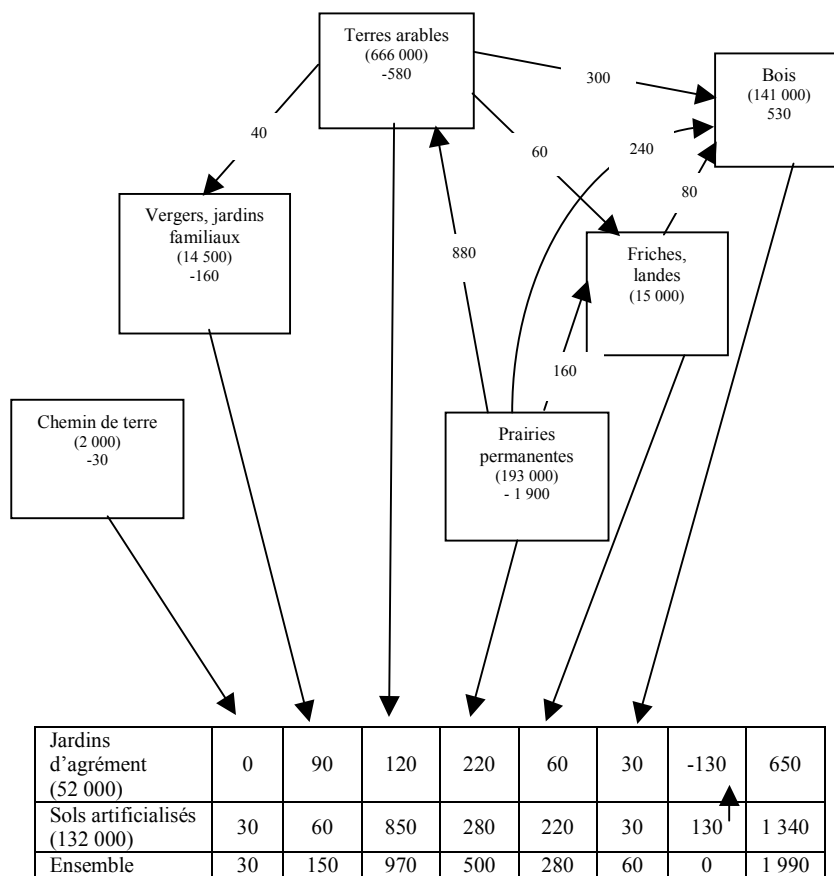 Terres arables
(666 000)
-580
Bois
(141 000)
530
300
40
60
240
80
Vergers, jardins
familiaux
(14 500)
-160
880
Friches,
landes
(15 000)
160
Chemin de terre
(2 000)
-30
Prairies
permanentes
(193 000)
- 1 900
Jardins
d'agrément
(52 000)
0 90 120 220 60 30 -130 650
Sols artificialisés
(132 000)
30 60 850 280 220 30 130 1 340
Ensemble 30 150 970 500 280 60 0 1 990